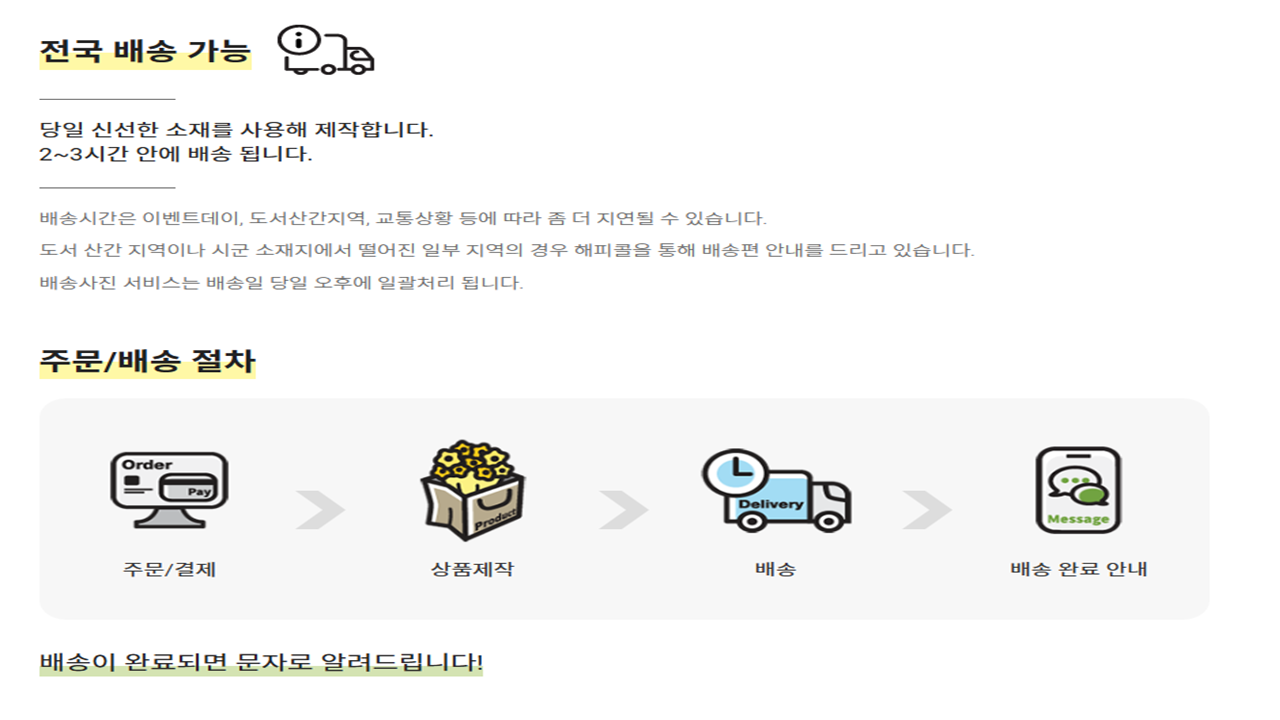 전국 배송 가능
당일 신선한 소재를 사용해 제작합니다.
2~3시간 안에 배송 됩니다.
배송시간은 이벤트데이, 도서산간지역, 교통상황 등에 따라 좀 더 지연될 수 있습니다.
도서 산간 지역이나 시군 소재지에서 떨어진 일부 지역의 경우 해피콜을 통해 배송편 안내를 드리고 있습니다.
배송사진 서비스는 배송일 당일 오후에 일괄처리 됩니다.
주문/배송 절차
Order
Pay
Product
Delivery
Message
주문/결제
상품제작
배송
배송 완료 안내
배송이 완료되면 문자로 알려드립니다!